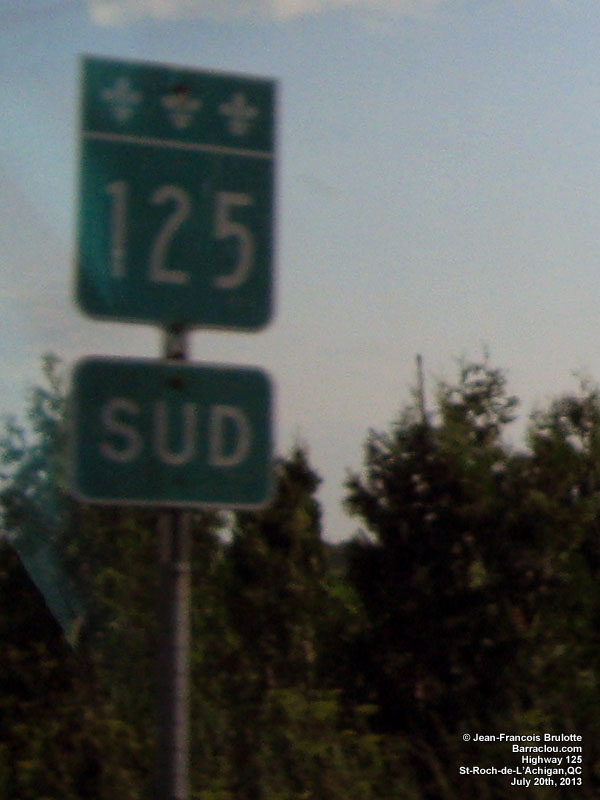 125
SUD
© Jean-Francois Brulotte
Barraclou.com
Highway 125
St-Roch-de-L'Achigan,QC
July 20th, 2013